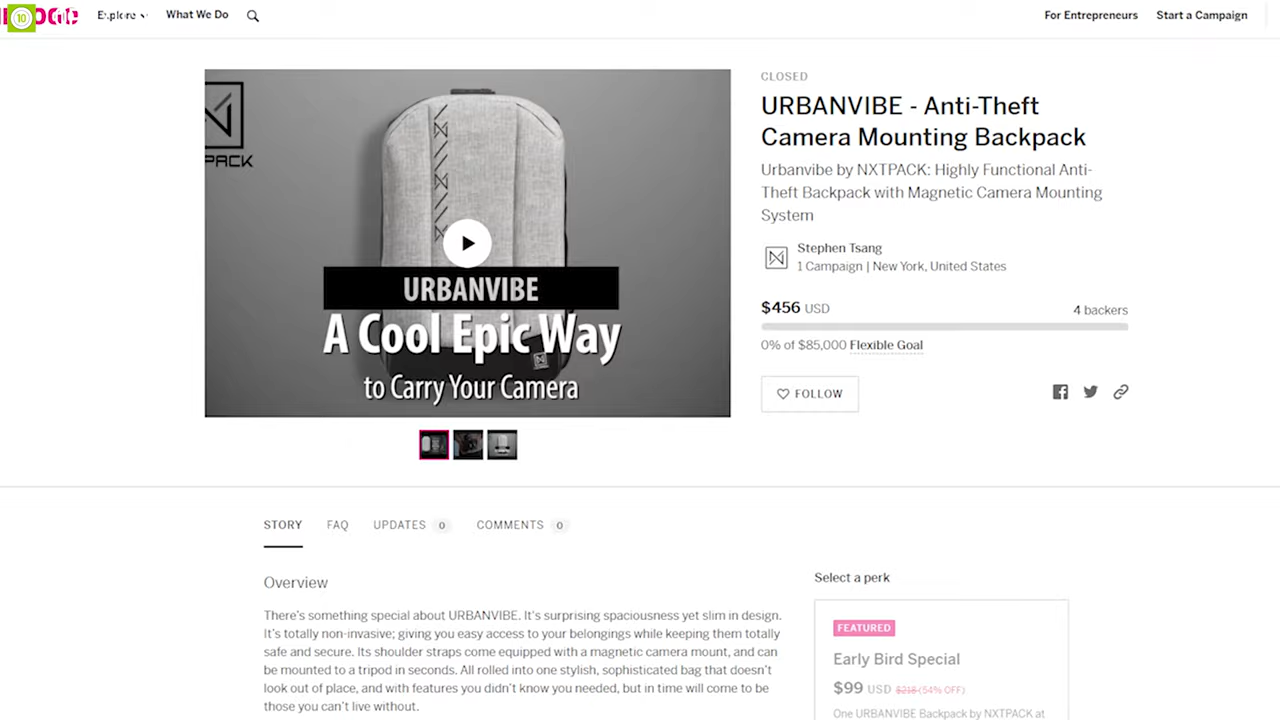 10
Explore
What We Do
For Entrepreneurs
Start a Campaign
PACK
URBANVIBE
A Cool Epic Way
to Carry Your Camera
CLOSED
URBANVIBE - Anti-Theft
Camera Mounting Backpack
Urbanvibe by NXTPACK: Highly Functional Anti-
Theft Backpack with Magnetic Camera Mounting
System
Stephen Tsang
1 Campaign | New York, United States
$456 USD
4 backers
0% of $85,000 Flexible Goal
FOLLOW
STORY
FAQ
UPDATES 0
COMMENTS 0
Overview
There's something special about URBANVIBE. It's surprising spaciousness yet slim in design.
It's totally non-invasive; giving you easy access to your belongings while keeping them totally
safe and secure. Its shoulder straps come equipped with a magnetic camera mount, and can
be mounted to a tripod in seconds. All rolled into one stylish, sophisticated bag that doesn't
look out of place, and with features you didn't know you needed, but in time will come to be
those you can't live without.
Select a perk
FEATURED
Early Bird Special
$99 USD $218 (54% OFF)
One URBANVIBE Backpack by NXTPACK at